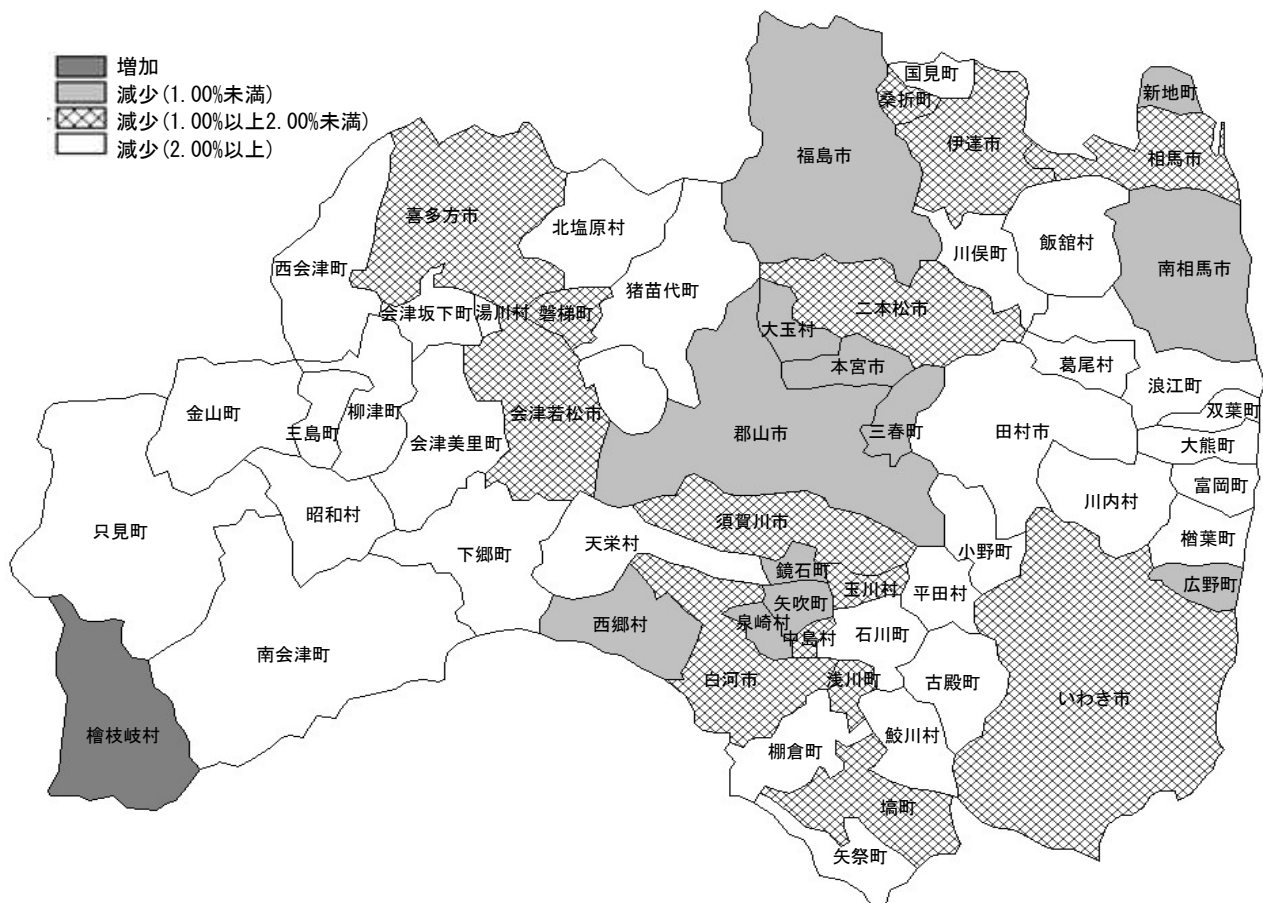 増加
減少(1.00%未満)
減少(1.00%以上2.00%未満)
減少(2.00%以上)
国見町
桑折町
新地町
伊達市
相馬市
福島市
喜多方市
北塩原村
川俣町
飯舘村
南相馬市
西会津町
猪苗代町
会津坂下町
湯川村
磐梯町
二本松市
大玉村
本宮市
葛尾村
浪江町
双葉町
金山町
三島町
柳津町
会津美里町
会津若松市
郡山市
三春町
田村市
大熊町
富岡町
川内村
昭和村
只見町
下郷町
天栄村
須賀川市
小野町
楢葉町
鏡石町
玉川村
平田村
広野町
矢吹町
泉崎村
中島村
石川町
西郷村
南会津町
白河市
浅川町
古殿町
いわき市
檜枝岐村
棚倉町
鮫川村
塙町
矢祭町